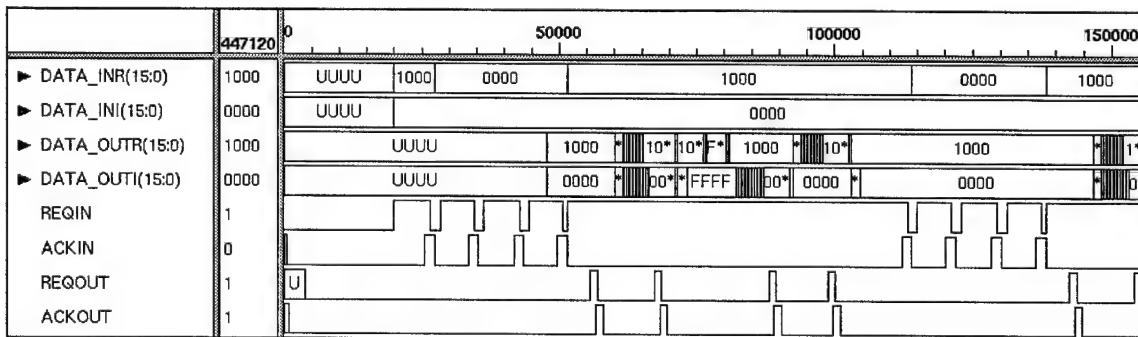 447120 0 50000 100000 150000
DATA_INR(15:0) 1000 UUUU 1000 0000 1000 0000 1000
DATA_INI(15:0) 0000 UUUU 0000
DATA_OUTR(15:0) 1000 UUUU 1000 * 10* 10* F* 1000 * 10* * 1000 * 1*
DATA_OUTI(15:0) 0000 UUUU 0000 * 00* * FFFF 00* 0000 * 0000 * 0
REQIN 1
ACKIN 0
REQOUT 1 U
ACKOUT 1